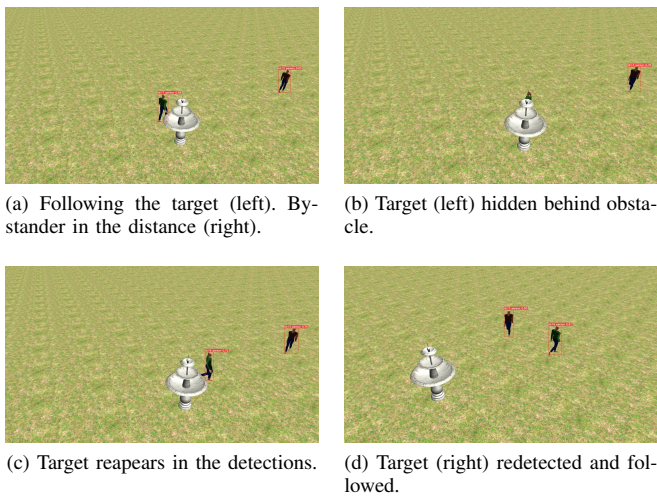 (a) Following the target (left). By-
stander in the distance (right).
(b) Target (left) hidden behind obsta-
cle.
(c) Target reapears in the detections.
(d) Target (right) redetected and fol-
lowed.